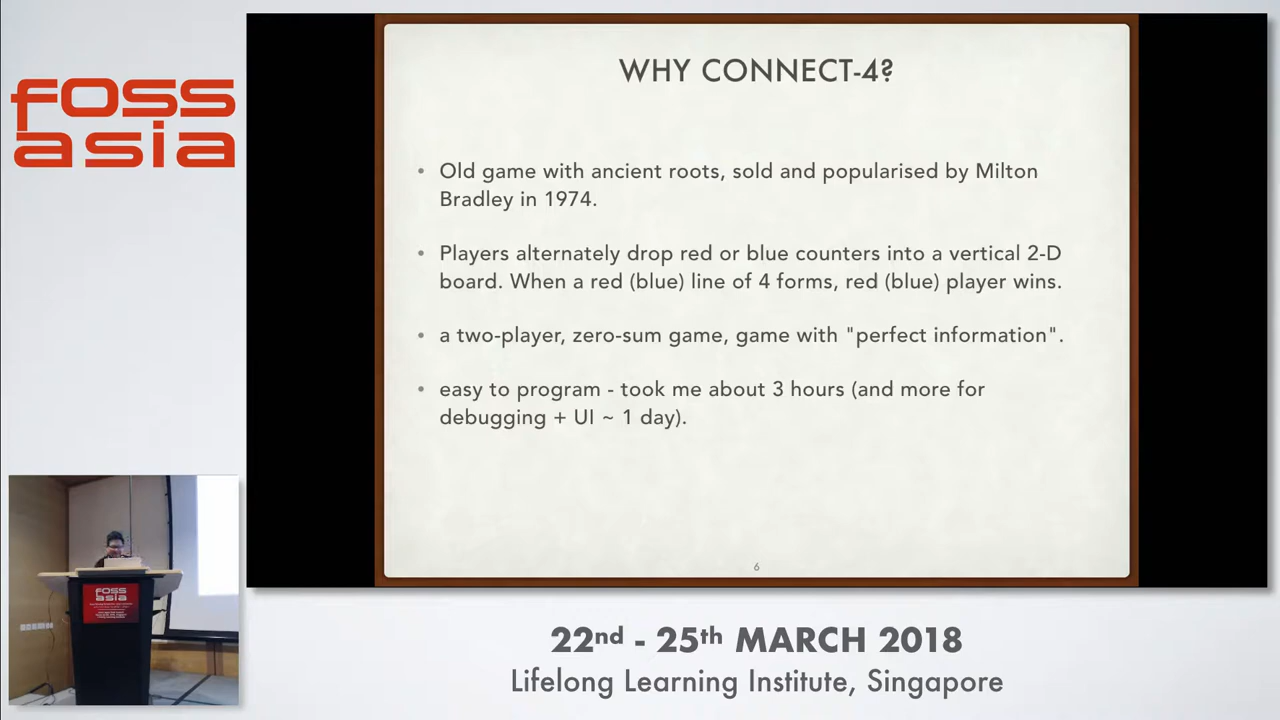 foss
asia
WHY CONNECT-4?
• Old game with ancient roots, sold and popularised by Milton
Bradley in 1974.
• Players alternately drop red or blue counters into a vertical 2-D
board. When a red (blue) line of 4 forms, red (blue) player wins.
• a two-player, zero-sum game, game with "perfect information".
• easy to program - took me about 3 hours (and more for
debugging + UI ~ 1 day).
6
foss
asia
22nd - 25th MARCH 2018
Lifelong Learning Institute, Singapore